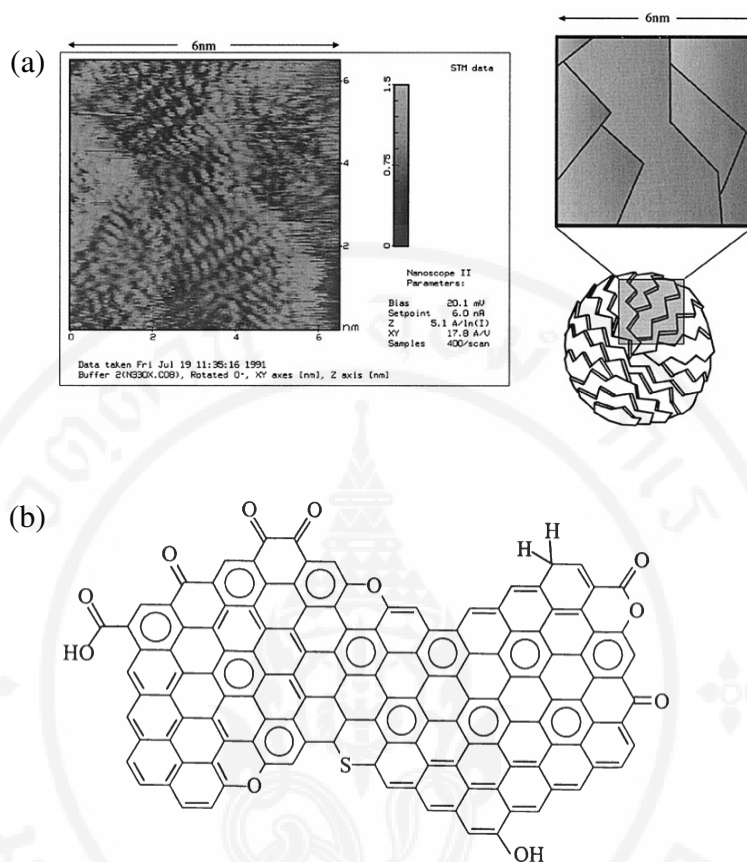 (a)
6nm
STM data
6
4
2
nm
0
2
4
6
1.5
0.75
0
Nanoscope II
Parameters:
Bias 20.1 mV
Setpoint 6.0 nA
Z 5.1 A/ln(I)
XY 17.8 A/V
Samples 400/scan
Data taken Fri Jul 19 11:35:16 1991
Buffer 2(N330X.C08), Rotated 0°, XY axes [nm], Z axis [nm]
6nm
(b)
O
O
O
O
HO
O
H
H
O
O
O
S
O
OH